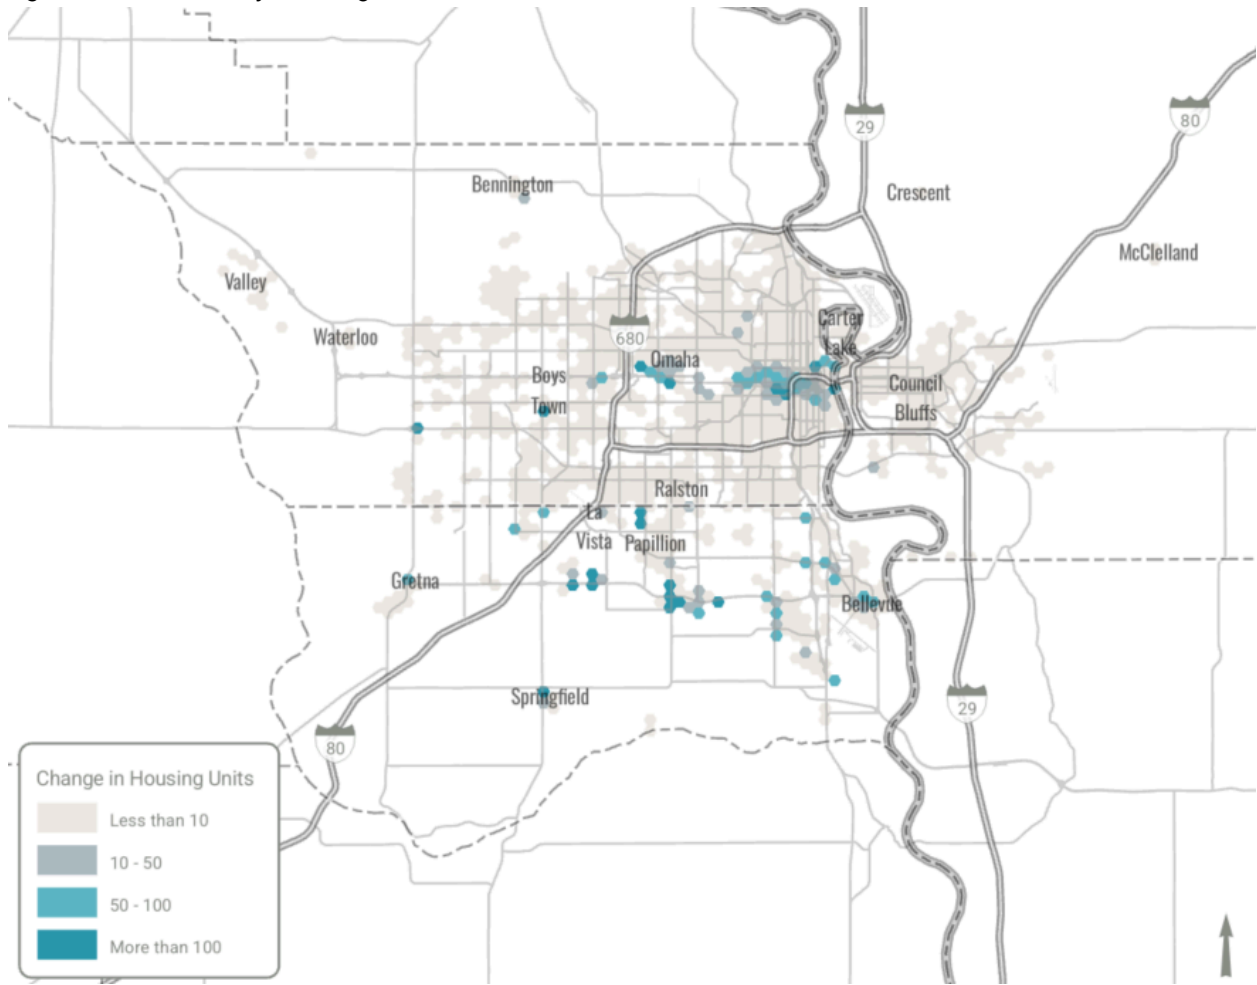 29
80
Bennington
Crescent
McClelland
Valley
Carter
Lake
Waterloo
680
Omaha
Boys
Town
Council
Bluffs
Ralston
La
Vista
Papillion
Gretna
Bellevue
Springfield
29
80
Change in Housing Units
Less than 10
10 - 50
50 - 100
More than 100